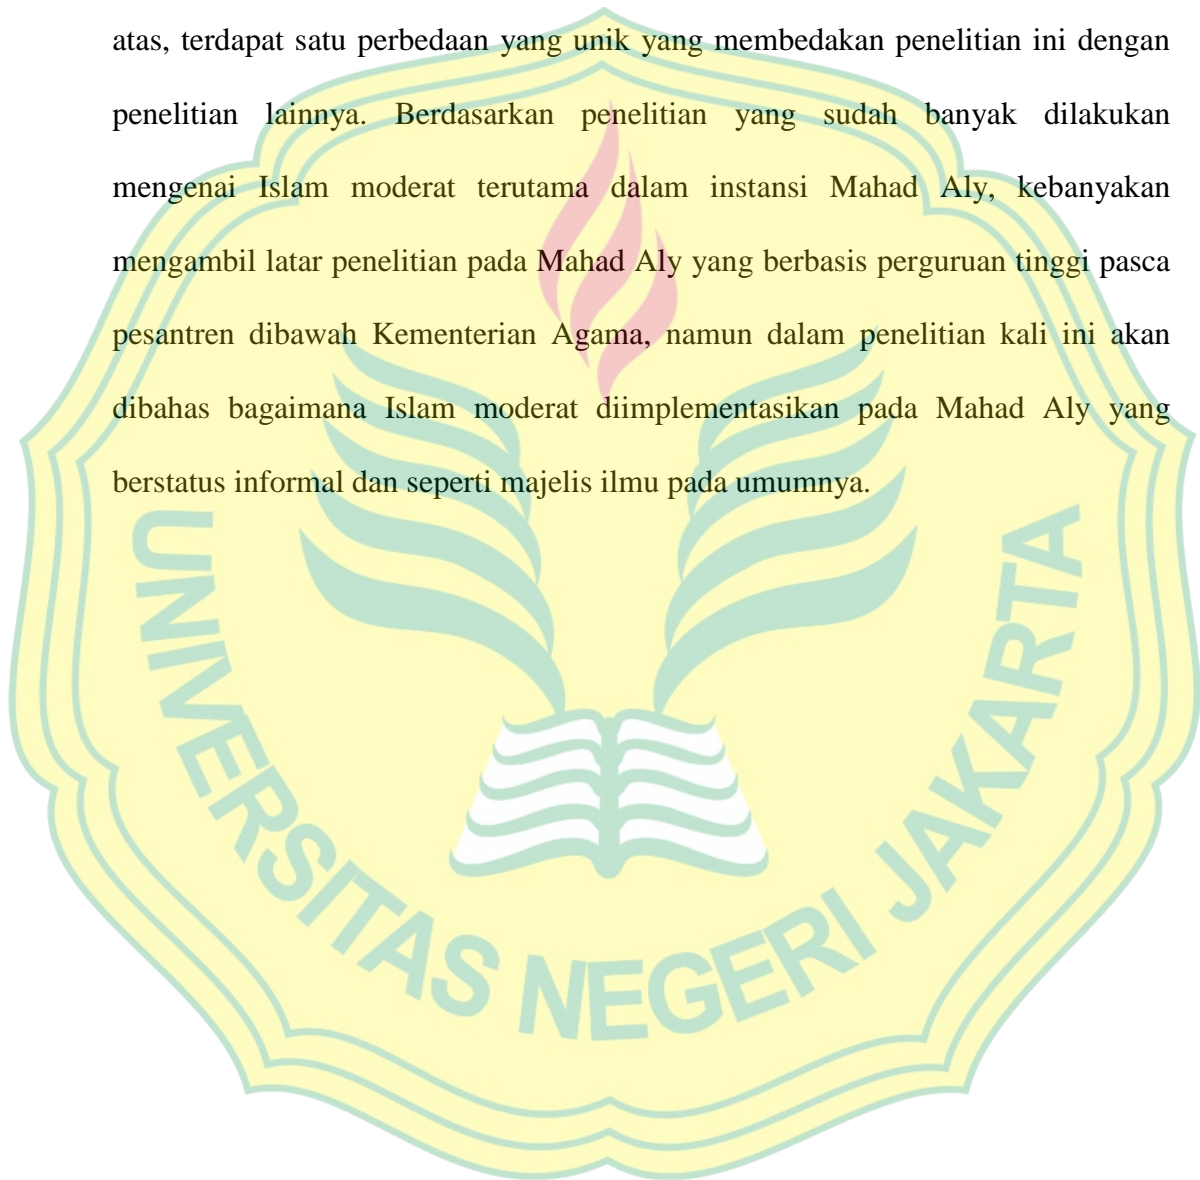 atas, terdapat satu perbedaan yang unik yang membedakan penelitian ini dengan
penelitian lainnya. Berdasarkan penelitian yang sudah banyak dilakukan
mengenai Islam moderat terutama dalam instansi Mahad Aly, kebanyakan
mengambil latar penelitian pada Mahad Aly yang berbasis perguruan tinggi pasca
pesantren dibawah Kementerian Agama, namun dalam penelitian kali ini akan
dibahas bagaimana Islam moderat diimplementasikan pada Mahad Aly yang
berstatus informal dan seperti majelis ilmu pada umumnya.
UNIVERSITAS NEGERI JAKARTA